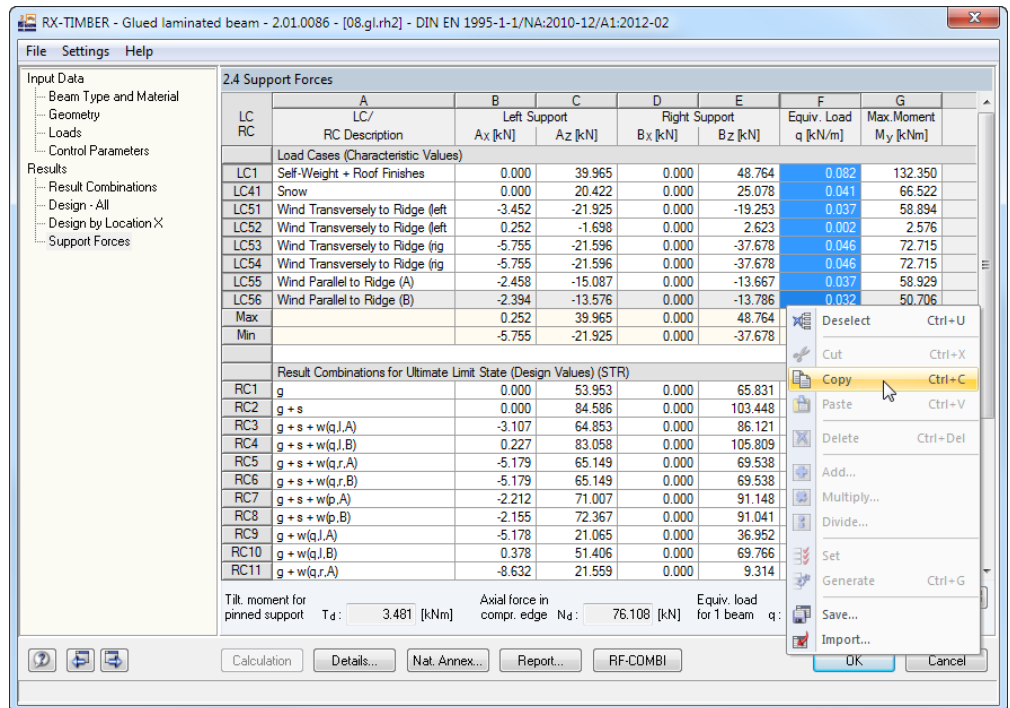 RX-TIMBER - Glued laminated beam - 2.01.0086 - [08.gl.rh2] - DIN EN 1995-1-1/NA:2010-12/A1:2012-02
File Settings Help
Input Data
Beam Type and Material
Geometry
Loads
Control Parameters
Results
Result Combinations
Design - All
Design by Location X
Support Forces
2.4 Support Forces
A B C D E F G
LC LC/ Left Support Right Support Equiv. Load Max.Moment
RC RC Description Ax [kN] Az [kN] Bx [kN] Bz [kN] q [kN/m] My [kNm]
Load Cases (Characteristic Values)
LC1 Self-Weight + Roof Finishes 0.000 39.965 0.000 48.764 0.082 132.350
LC41 Snow 0.000 20.422 0.000 25.078 0.041 66.522
LC51 Wind Transversely to Ridge (left -3.452 -21.925 0.000 -19.253 0.037 58.894
LC52 Wind Transversely to Ridge (left 0.252 -1.698 0.000 2.623 0.002 2.576
LC53 Wind Transversely to Ridge (rig -5.755 -21.596 0.000 -37.678 0.046 72.715
LC54 Wind Transversely to Ridge (rig -5.755 -21.596 0.000 -37.678 0.046 72.715
LC55 Wind Parallel to Ridge (A) -2.458 -15.087 0.000 -13.667 0.037 58.929
LC56 Wind Parallel to Ridge (B) -2.394 -13.576 0.000 -13.786 0.032 50.706
Max 0.252 39.965 0.000 48.764
Min -5.755 -21.925 0.000 -37.678
Result Combinations for Ultimate Limit State (Design Values) (STR)
RC1 g 0.000 53.953 0.000 65.831
RC2 g + s 0.000 84.586 0.000 103.448
RC3 g + s + w(q,l,A) -3.107 64.853 0.000 86.121
RC4 g + s + w(q,l,B) 0.227 83.058 0.000 105.809
RC5 g + s + w(q,r,A) -5.179 65.149 0.000 69.538
RC6 g + s + w(q,r,B) -5.179 65.149 0.000 69.538
RC7 g + s + w(p,A) -2.212 71.007 0.000 91.148
RC8 g + s + w(p,B) -2.155 72.367 0.000 91.041
RC9 g + w(q,l,A) -5.178 21.065 0.000 36.952
RC10 g + w(q,l,B) 0.378 51.406 0.000 69.766
RC11 g + w(q,r,A) -8.632 21.559 0.000 9.314
Deselect Ctrl+U
Cut Ctrl+X
Copy Ctrl+C
Paste Ctrl+V
Delete Ctrl+Del
Add...
Multiply...
Divide...
Set
Generate Ctrl+G
Save...
Import...
Tilt. moment for Axial force in Equiv. load
pinned support Td : 3.481 [kNm] compr. edge Nd : 76.108 [kN] for 1 beam q :
Calculation Details... Nat. Annex... Report... RF-COMBI OK Cancel